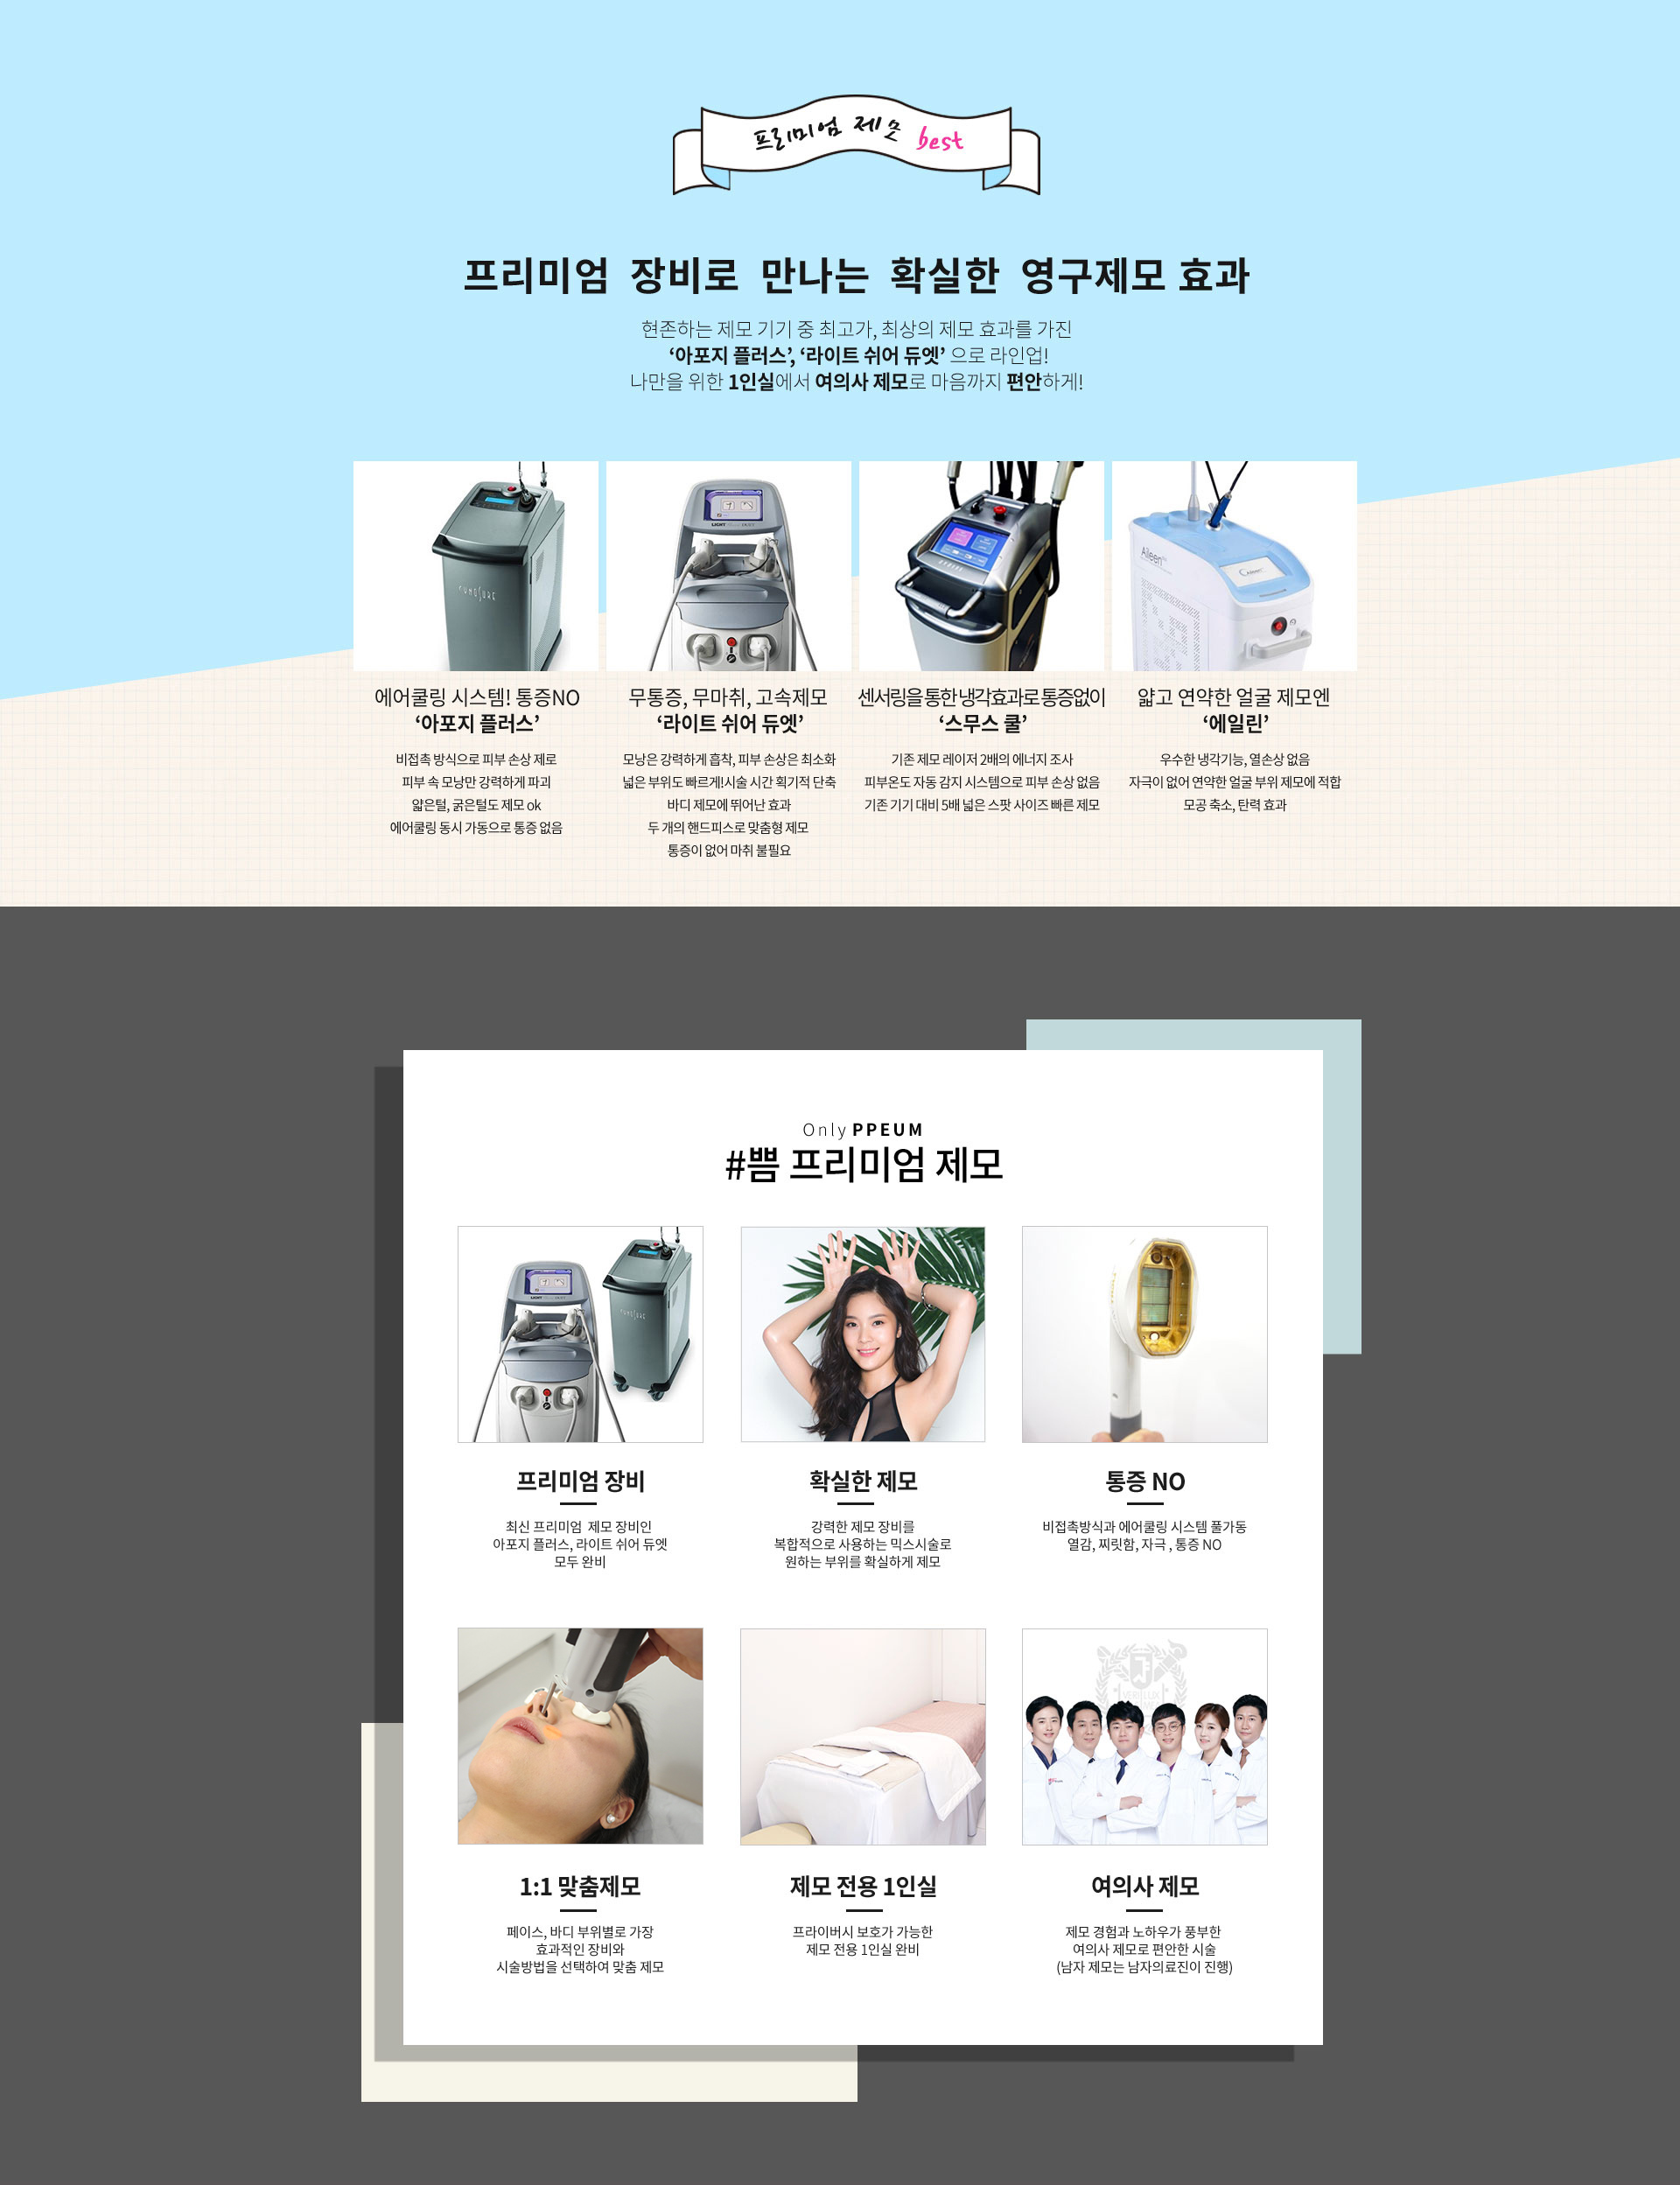 프리미엄 제모 best
프리미엄 장비로 만나는 확실한 영구제모 효과
현존하는 제모 기기 중 최고가, 최상의 제모 효과를 가진
‘아포지 플러스’, ‘라이트 쉬어 듀엣’ 으로 라인업!
나만을 위한 1인실에서 여의사 제모로 마음까지 편안하게!
CYNOSURE
LIGHT
Aileen
에어쿨링 시스템! 통증NO
‘아포지 플러스’
비접촉 방식으로 피부 손상 제로
피부 속 모낭만 강력하게 파괴
얇은털, 굵은털도 제모 ok
에어쿨링 동시 가동으로 통증 없음
무통증, 무마취, 고속제모
‘라이트 쉬어 듀엣’
모낭은 강력하게 흡착, 피부 손상은 최소화
넓은 부위도 빠르게!시술 시간 획기적 단축
바디 제모에 뛰어난 효과
두 개의 핸드피스로 맞춤형 제모
통증이 없어 마취 불필요
센서링을 통한 냉각효과로 통증없이
‘스무스 쿨’
기존 제모 레이저 2배의 에너지 조사
피부온도 자동 감지 시스템으로 피부 손상 없음
기존 기기 대비 5배 넓은 스팟 사이즈 빠른 제모
얇고 연약한 얼굴 제모엔
‘에일린’
우수한 냉각기능, 열손상 없음
자극이 없어 연약한 얼굴 부위 제모에 적합
모공 축소, 탄력 효과
Only PPEUM
#쁨 프리미엄 제모
프리미엄 장비
최신 프리미엄 제모 장비인
아포지 플러스, 라이트 쉬어 듀엣
모두 완비
확실한 제모
강력한 제모 장비를
복합적으로 사용하는 믹스시술로
원하는 부위를 확실하게 제모
통증 NO
비접촉방식과 에어쿨링 시스템 풀가동
열감, 찌릿함, 자극 , 통증 NO
1:1 맞춤제모
페이스, 바디 부위별로 가장
효과적인 장비와
시술방법을 선택하여 맞춤 제모
제모 전용 1인실
프라이버시 보호가 가능한
제모 전용 1인실 완비
여의사 제모
제모 경험과 노하우가 풍부한
여의사 제모로 편안한 시술
(남자 제모는 남자의료진이 진행)